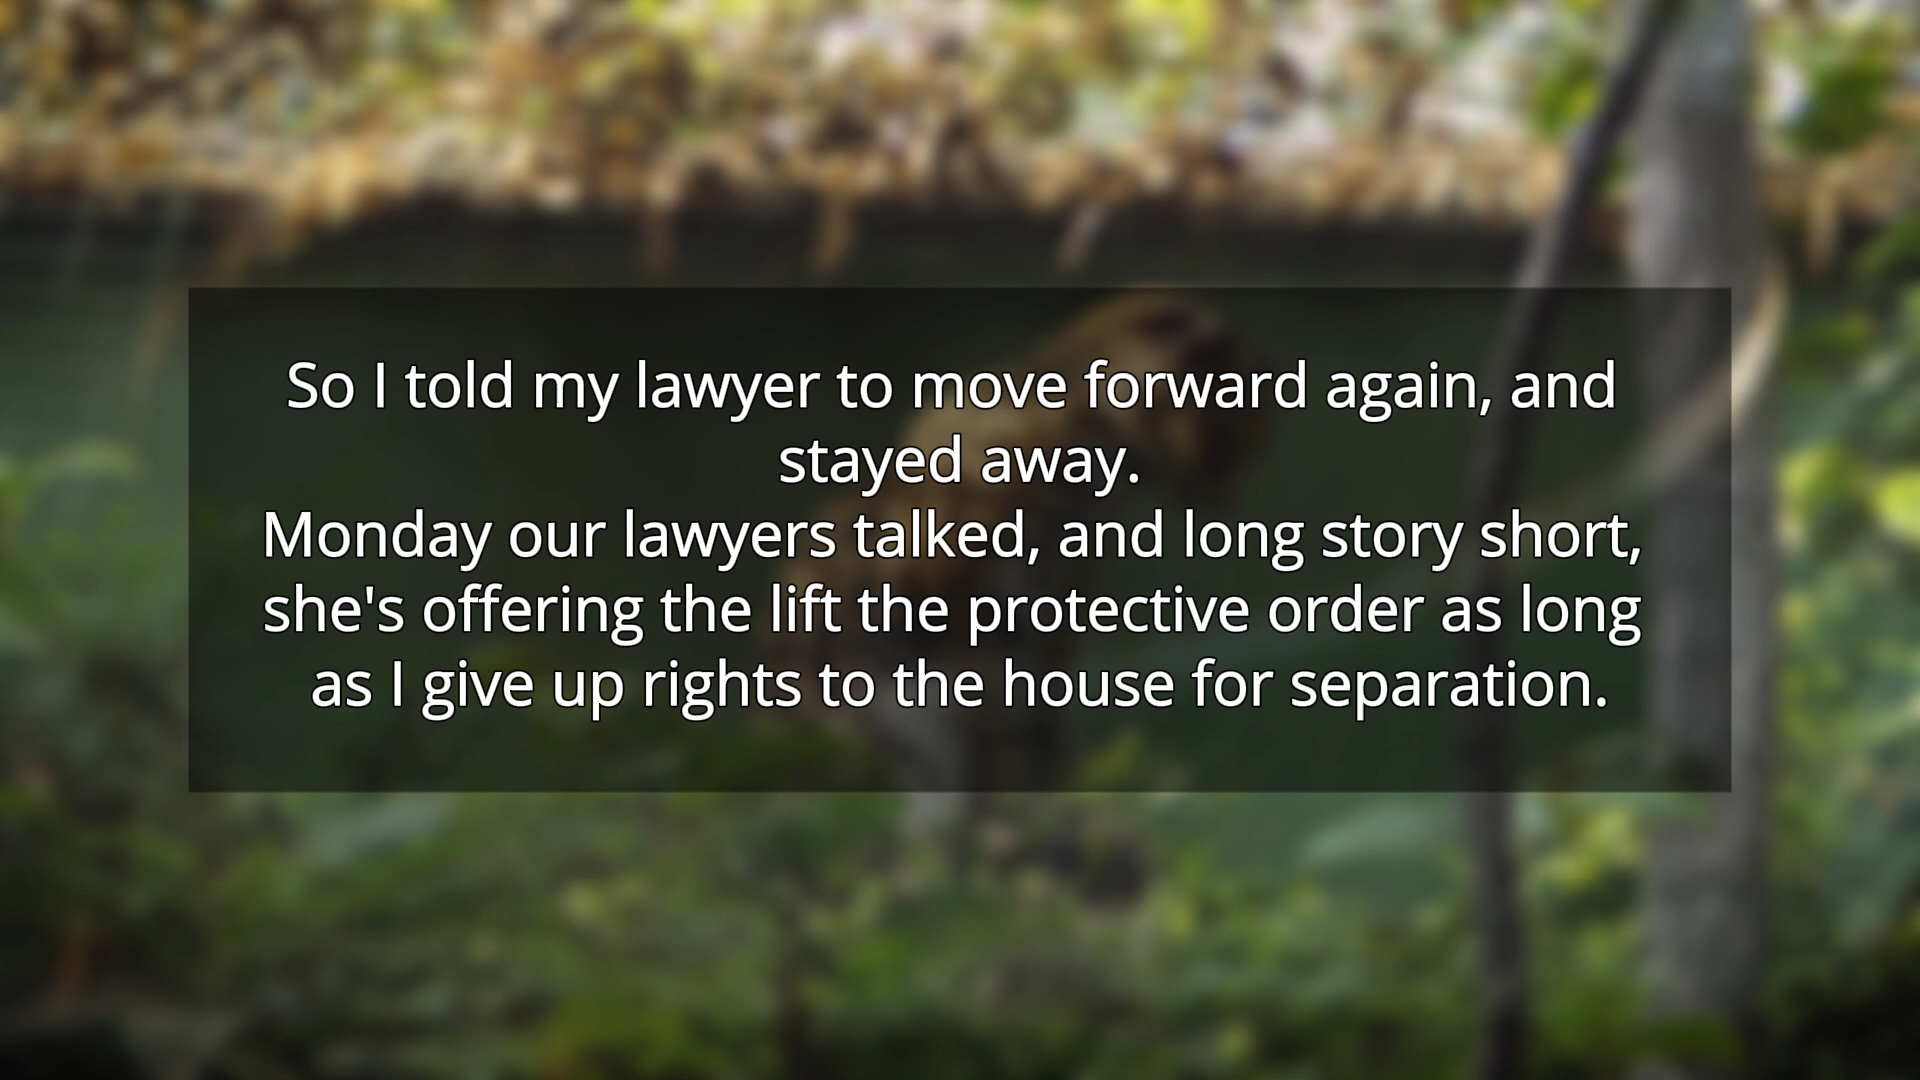 So I told my lawyer to move forward again, and
stayed away.
Monday our lawyers talked, and long story short,
she's offering the lift the protective order as long
as I give up rights to the house for separation.